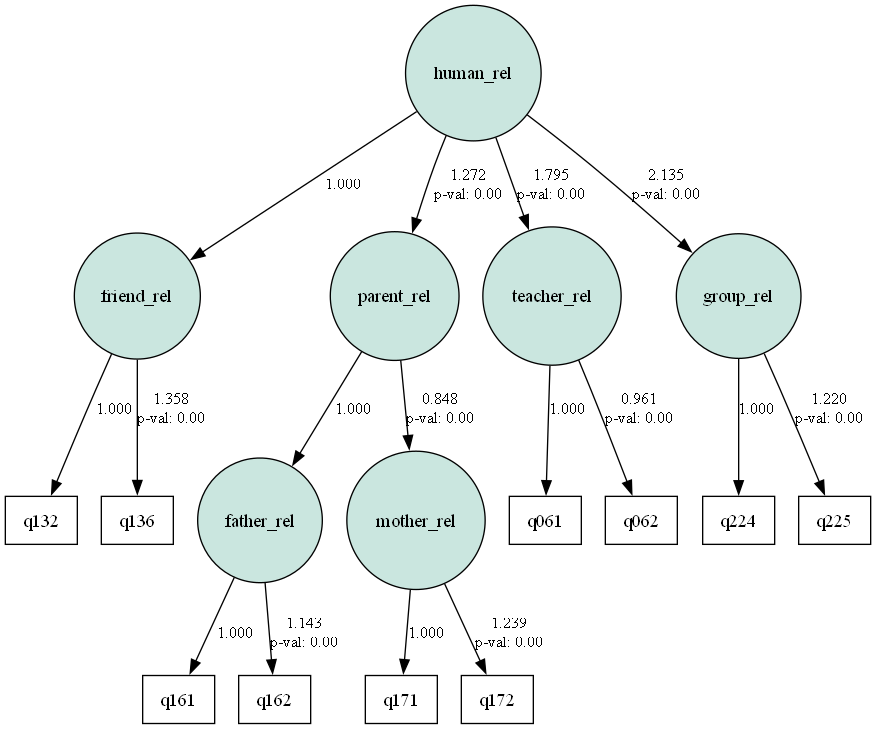 human_rel
1.000
1.272
p-val: 0.00
1.795
p-val: 0.00
2.135
p-val: 0.00
friend_rel
parent_rel
teacher_rel
group_rel
1.000
1.358
p-val: 0.00
1.000
0.848
p-val: 0.00
1.000
0.961
p-val: 0.00
1.000
1.220
p-val: 0.00
q132
q136
father_rel
mother_rel
q061
q062
q224
q225
1.000
1.143
p-val: 0.00
1.000
1.239
p-val: 0.00
q161
q162
q171
q172